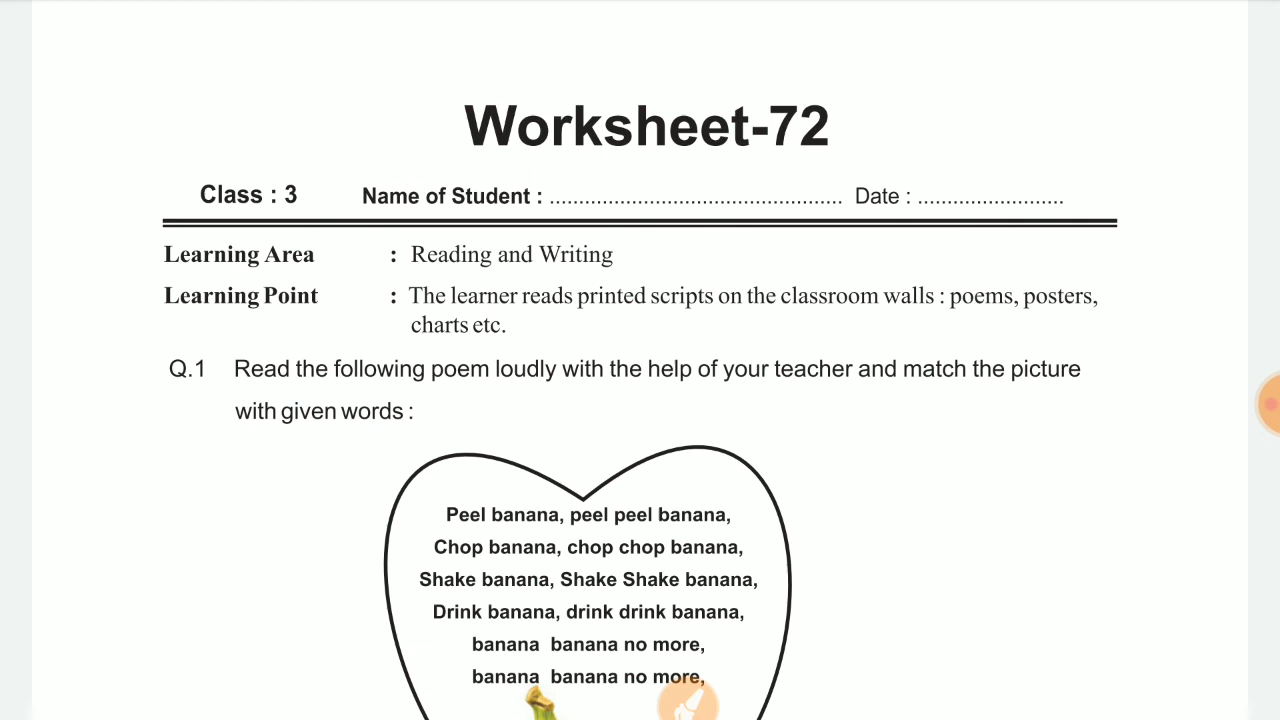 Worksheet-72
Class : 3 Name of Student : ................................................. Date : .........................
Learning Area : Reading and Writing
Learning Point : The learner reads printed scripts on the classroom walls : poems, posters,
charts etc.
Q.1 Read the following poem loudly with the help of your teacher and match the picture
with given words :
Peel banana, peel peel banana,
Chop banana, chop chop banana,
Shake banana, Shake Shake banana,
Drink banana, drink drink banana,
banana banana no more,
banana banana no more,